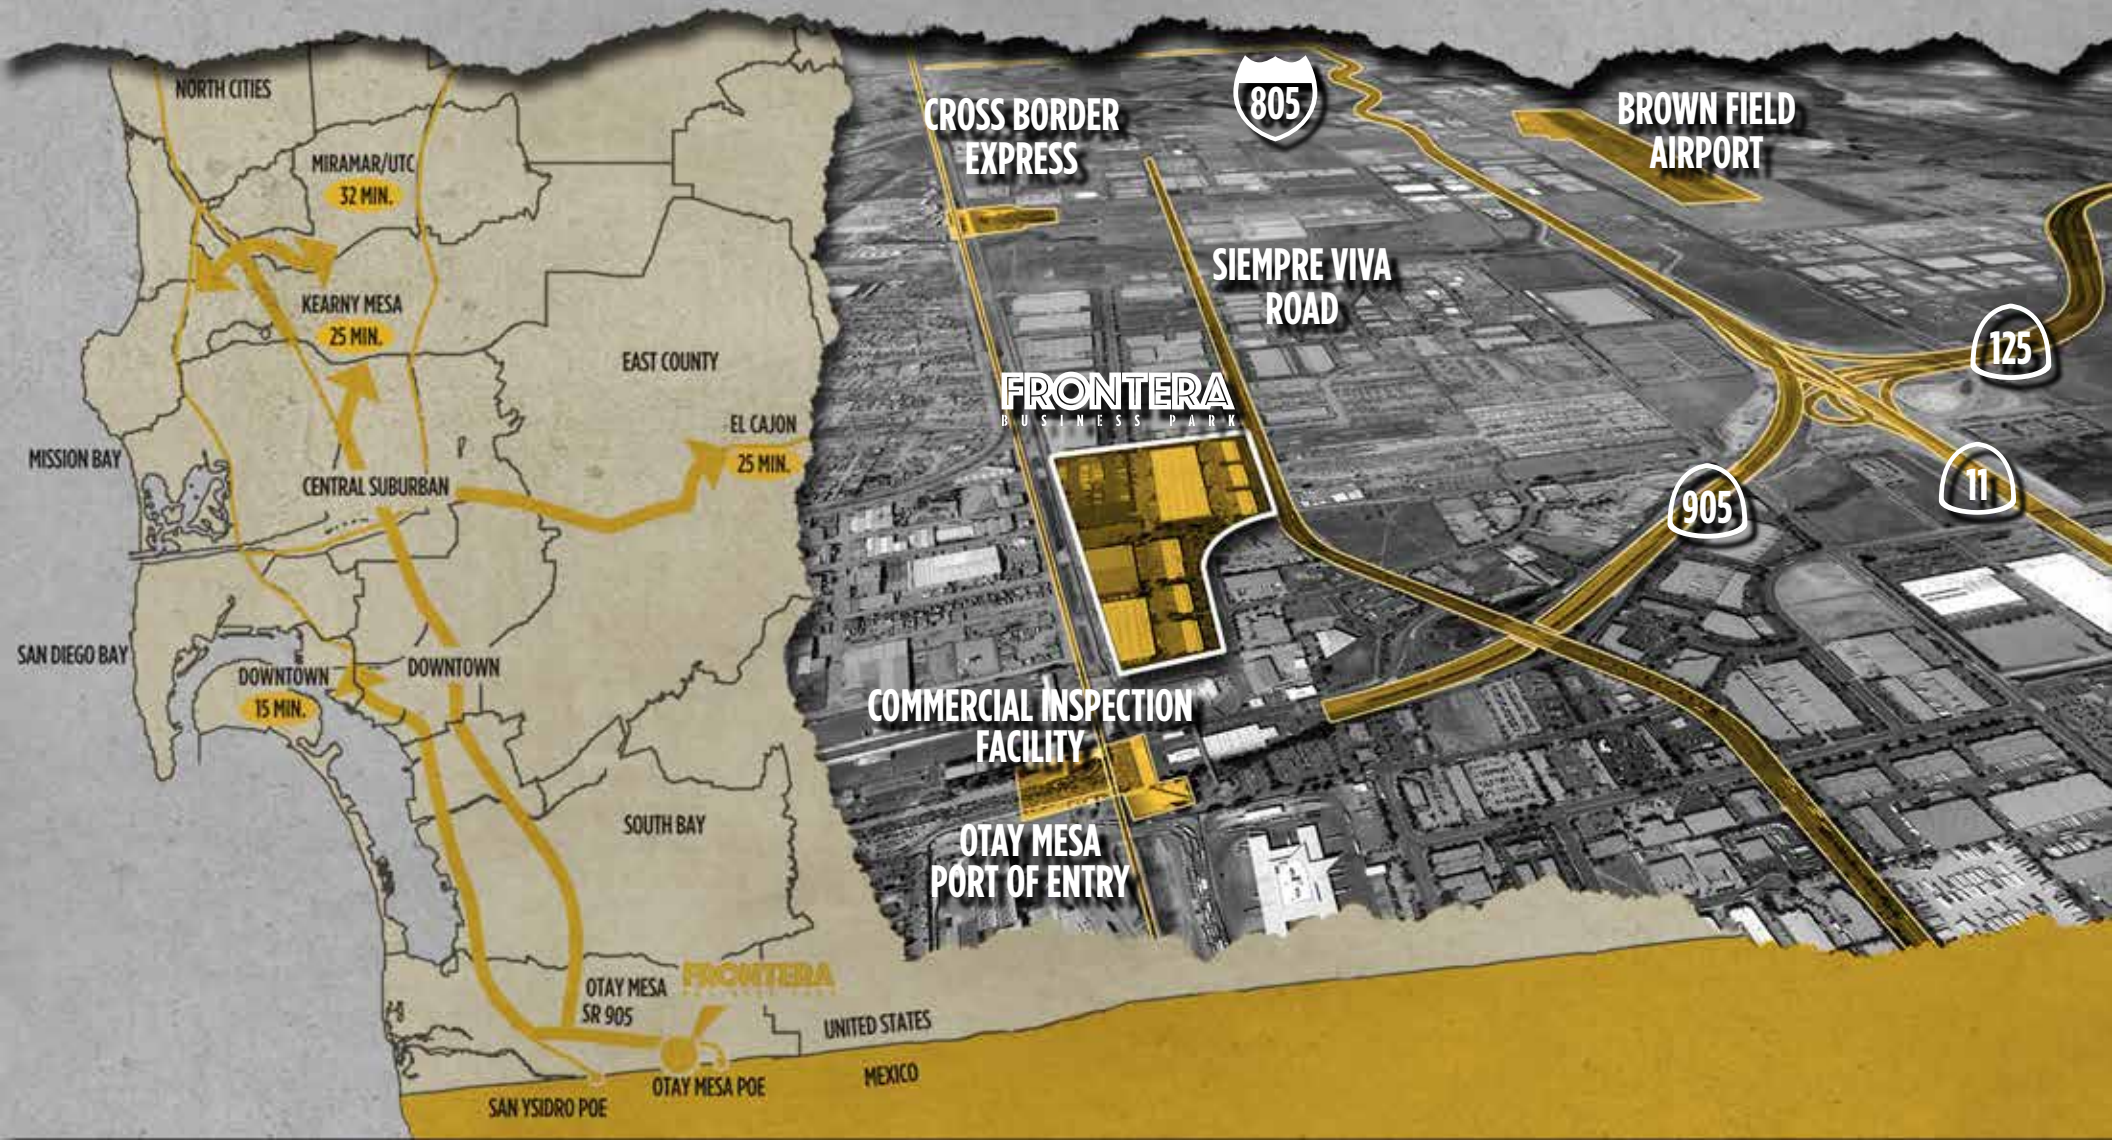 NORTH CITIES
MIRAMAR/UTC
32 MIN.
KEARNY MESA
25 MIN.
EAST COUNTY
EL CAJON
25 MIN.
MISSION BAY
CENTRAL SUBURBAN
SAN DIEGO BAY
DOWNTOWN
15 MIN.
DOWNTOWN
SOUTH BAY
OTAY MESA
SR 905
FRONTERA
UNITED STATES
MEXICO
OTAY MESA POE
SAN YSIDRO POE
CROSS BORDER
EXPRESS
805
BROWN FIELD
AIRPORT
SIEMPRE VIVA
ROAD
125
FRONTERA
BUSINESS PARK
11
905
COMMERCIAL INSPECTION
FACILITY
OTAY MESA
PORT OF ENTRY